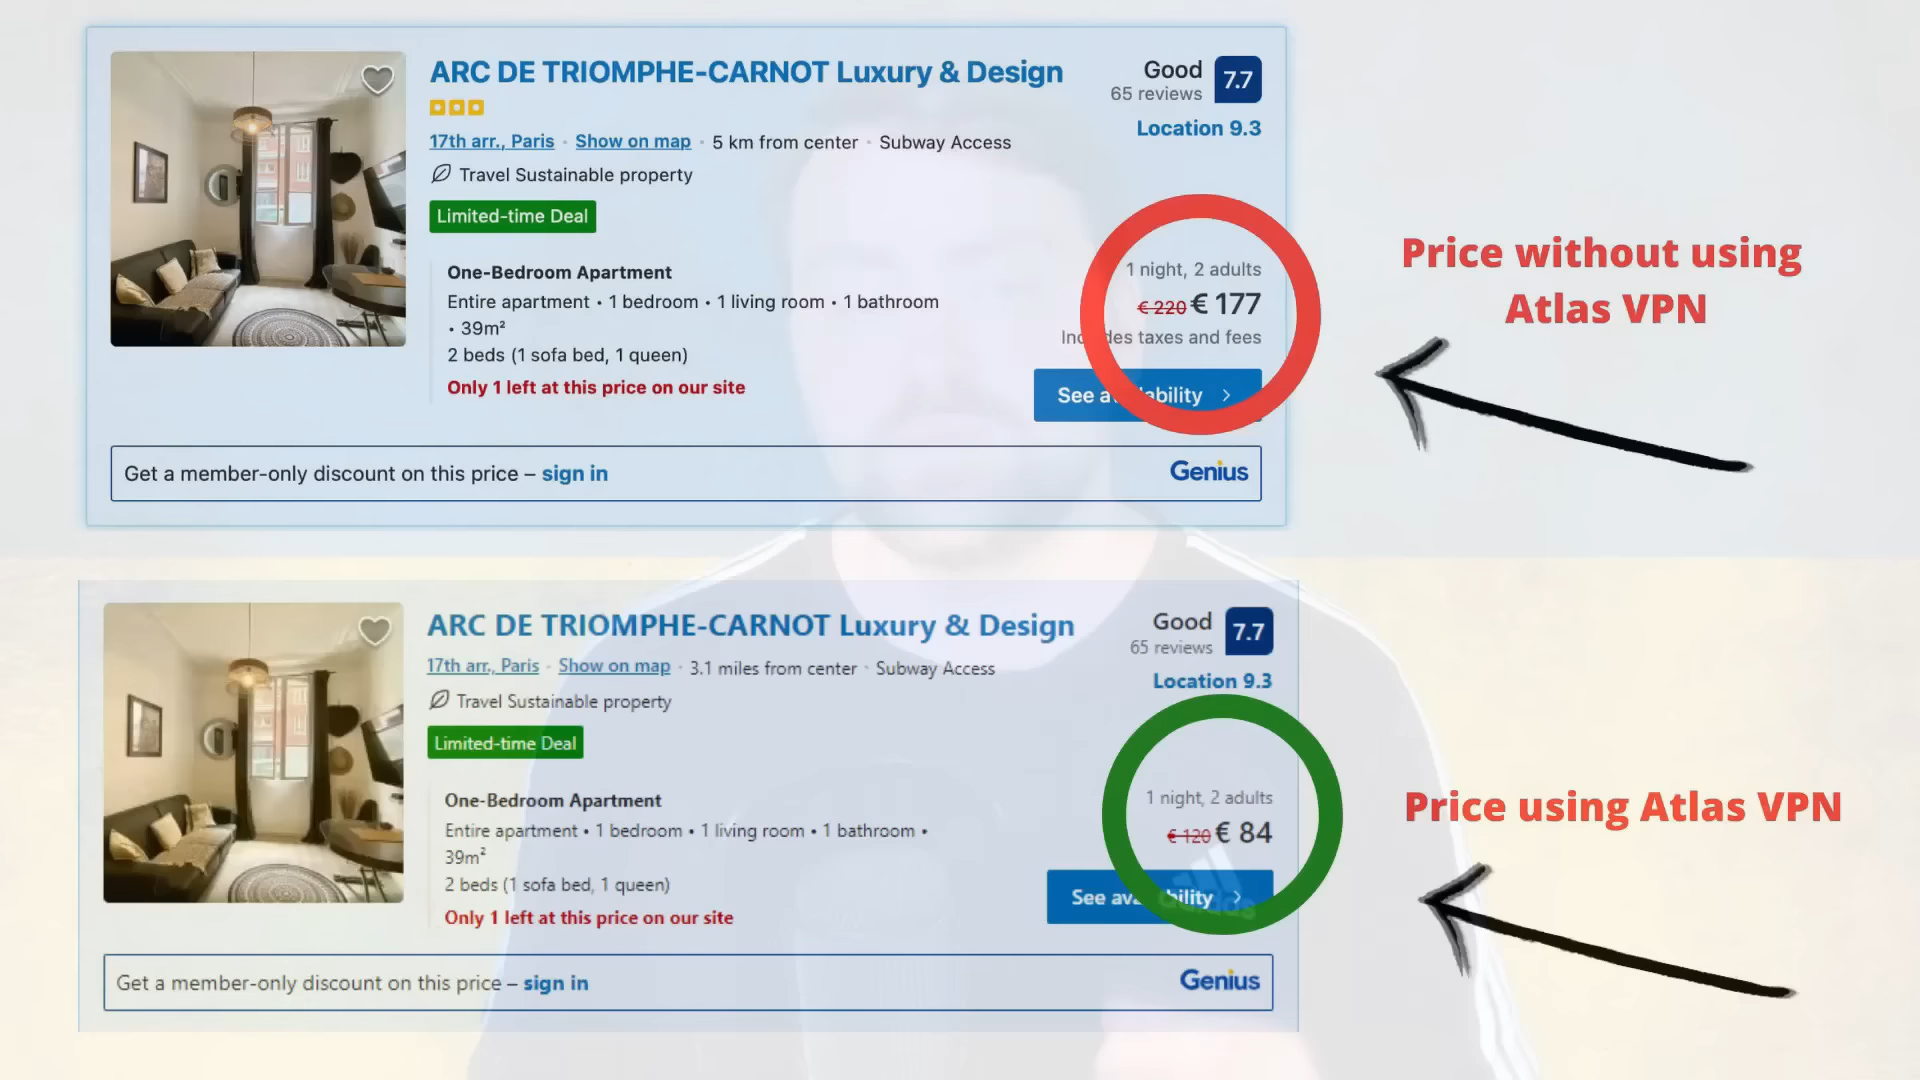 ARC DE TRIOMPHE-CARNOT Luxury & Design
Good
7.7
65 reviews
Location 9.3
17th arr., Paris · Show on map · 5 km from center · Subway Access
Travel Sustainable property
Limited-time Deal
One-Bedroom Apartment
Entire apartment • 1 bedroom • 1 living room • 1 bathroom
• 39m²
2 beds (1 sofa bed, 1 queen)
Only 1 left at this price on our site
1 night, 2 adults
€ 220 € 177
taxes and fees
See
Get a member-only discount on this price – sign in
Genius
Price without using
Atlas VPN
ARC DE TRIOMPHE-CARNOT Luxury & Design
Good
7.7
65 reviews
Location 9.3
17th arr., Paris · Show on map · 3.1 miles from center · Subway Access
Travel Sustainable property
Limited-time Deal
One-Bedroom Apartment
Entire apartment • 1 bedroom • 1 living room • 1 bathroom •
39m²
2 beds (1 sofa bed, 1 queen)
Only 1 left at this price on our site
1 night, 2 adults
€ 120 € 84
See
adidas
Get a member-only discount on this price – sign in
Genius
Price using Atlas VPN